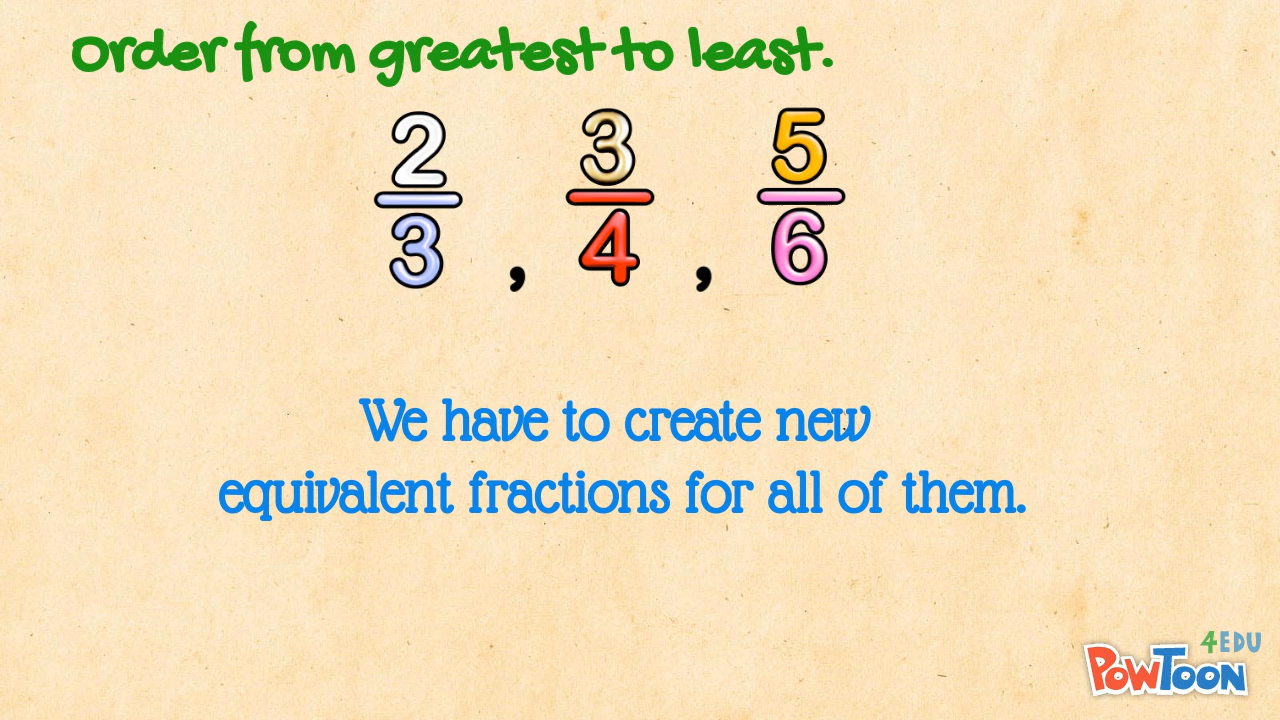 Order from greatest to least.
2/3 , 3/4 , 5/6
We have to create new
equivalent fractions for all of them.
4EDU
POWTOON